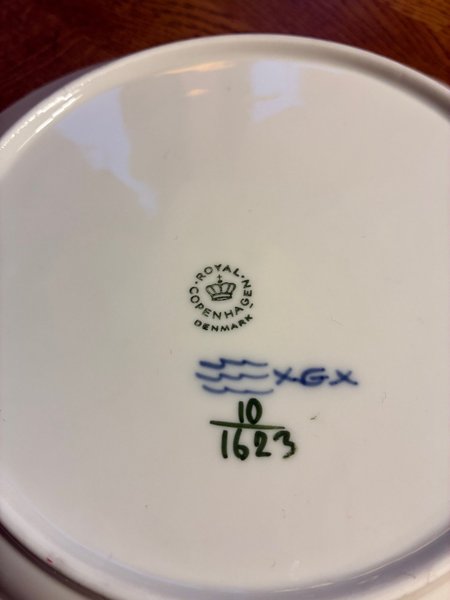 ROYAL COPENHAGEN
DENMARK
XGX
10
1623